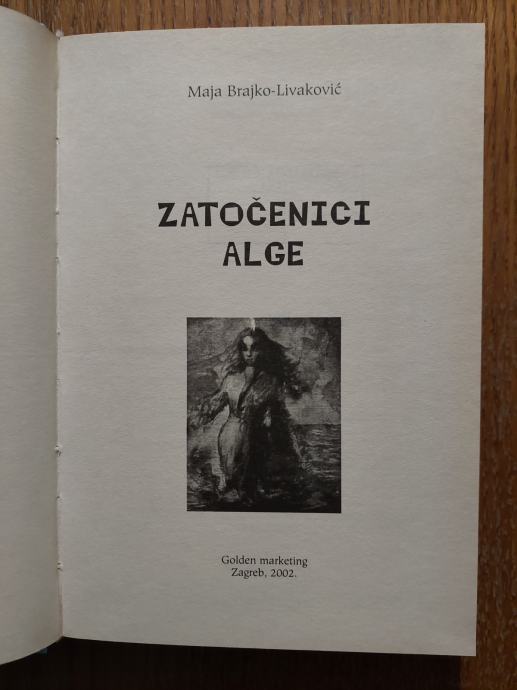 Maja Brajko-Livaković
ZATOČENICI
ALGE
Golden marketing
Zagreb, 2002.